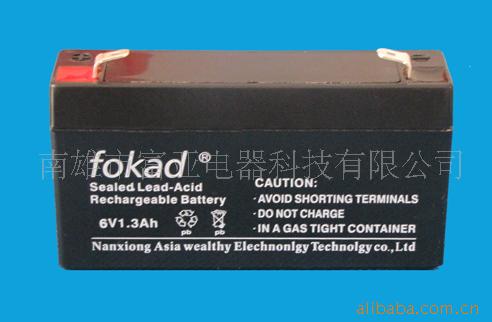 fokad ®
Sealed Lead-Acid
Rechargeable Battery
6V1.3Ah
Pb
CAUTION:
·AVOID SHORTING TERMINALS
·DO NOT CHARGE
·IN A GAS TIGHT CONTAINER
Nanxiong Asia wealthy Elechnonlgy Technolgy co.,Ltd
南雄市富亚电器科技有限公司
alibaba.com.cn